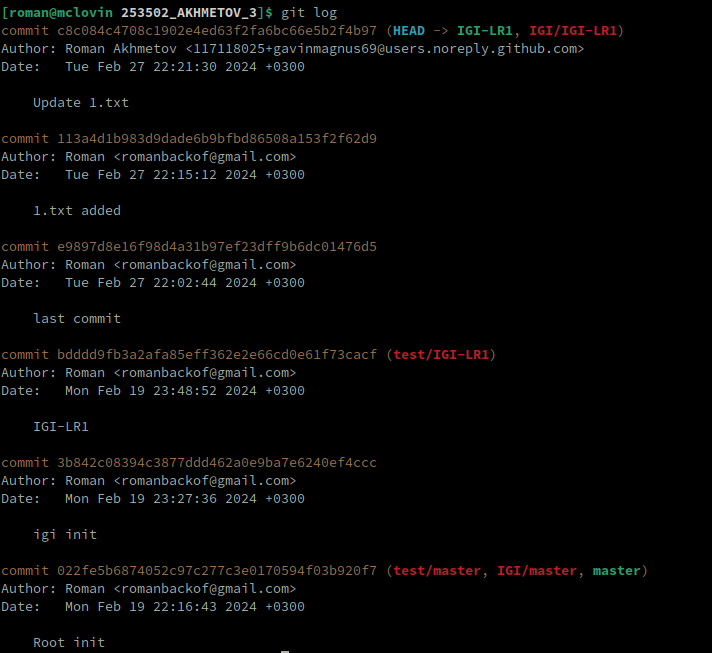 [roman@mclovin 253502_AKHMETOV_3]$ git log
commit c8c084c4708c1902e4ed63f2fa6bc66e5b2f4b97 (HEAD -> IGI-LR1, IGI/IGI-LR1)
Author: Roman Akhmetov <117118025+gavinmagnus69@users.noreply.github.com>
Date:   Tue Feb 27 22:21:30 2024 +0300

    Update 1.txt

commit 113a4d1b983d9dade6b9bfbd86508a153f2f62d9
Author: Roman <romanbackof@gmail.com>
Date:   Tue Feb 27 22:15:12 2024 +0300

    1.txt added

commit e9897d8e16f98d4a31b97ef23dff9b6dc01476d5
Author: Roman <romanbackof@gmail.com>
Date:   Tue Feb 27 22:02:44 2024 +0300

    last commit

commit bdddd9fb3a2afa85eff362e2e66cd0e61f73cacf (test/IGI-LR1)
Author: Roman <romanbackof@gmail.com>
Date:   Mon Feb 19 23:48:52 2024 +0300

    IGI-LR1

commit 3b842c08394c3877ddd462a0e9ba7e6240ef4ccc
Author: Roman <romanbackof@gmail.com>
Date:   Mon Feb 19 23:27:36 2024 +0300

    igi init

commit 022fe5b6874052c97c277c3e0170594f03b920f7 (test/master, IGI/master, master)
Author: Roman <romanbackof@gmail.com>
Date:   Mon Feb 19 22:16:43 2024 +0300

    Root init